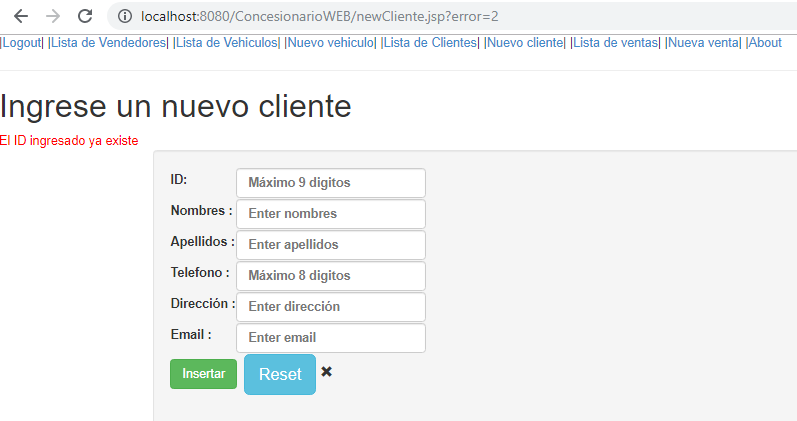 localhost:8080/ConcesionarioWEB/newCliente.jsp?error=2
|Logout| |Lista de Vendedores| |Lista de Vehiculos| |Nuevo vehiculo| |Lista de Clientes| |Nuevo cliente| |Lista de ventas| |Nueva venta| |About
Ingrese un nuevo cliente
El ID ingresado ya existe
ID: Máximo 9 digitos
Nombres : Enter nombres
Apellidos : Enter apellidos
Telefono : Máximo 8 digitos
Dirección : Enter dirección
Email : Enter email
Insertar Reset